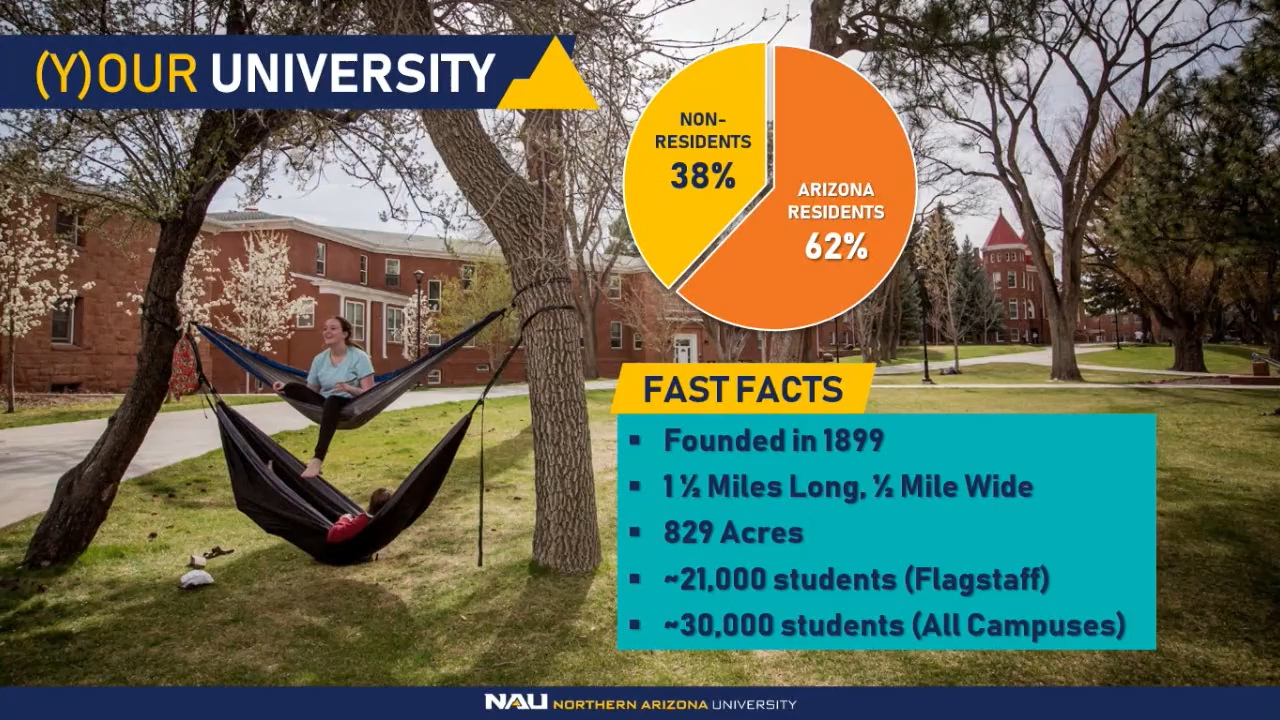 (Y)OUR UNIVERSITY
NON-
RESIDENTS
38%
ARIZONA
RESIDENTS
62%
FAST FACTS
▪ Founded in 1899
▪ 1 ½ Miles Long, ½ Mile Wide
▪ 829 Acres
▪ ~21,000 students (Flagstaff)
▪ ~30,000 students (All Campuses)
NAU NORTHERN ARIZONA UNIVERSITY